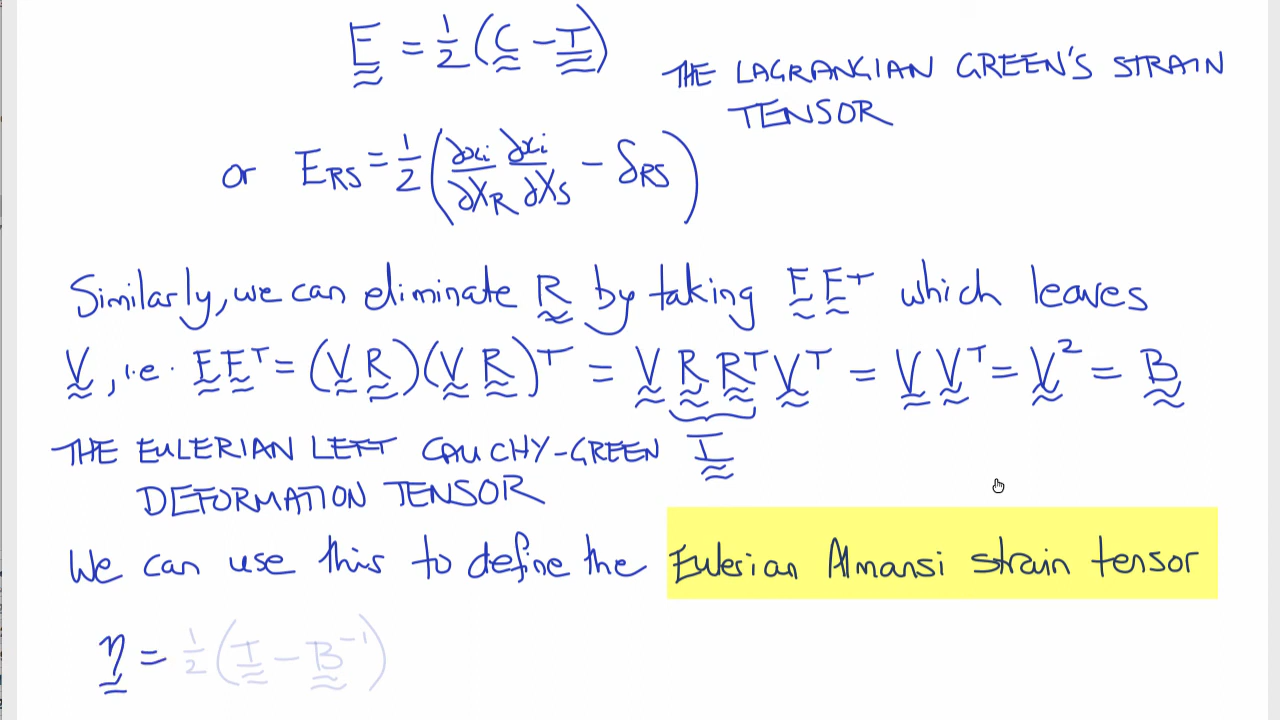 E = 1/2 (C - I)
THE LAGRANGIAN GREEN'S STRAIN
TENSOR
or E_RS = 1/2 (∂x_i/∂X_R ∂x_i/∂X_S - δ_RS)
Similarly, we can eliminate R by taking F F^T which leaves
V, i.e. F F^T = (V R)(V R)^T = V R R^T V^T = V V^T = V^2 = B
THE EULERIAN LEFT CAUCHY-GREEN I
DEFORMATION TENSOR
We can use this to define the Eulerian Almansi strain tensor
η = 1/2 (I - B^-1)